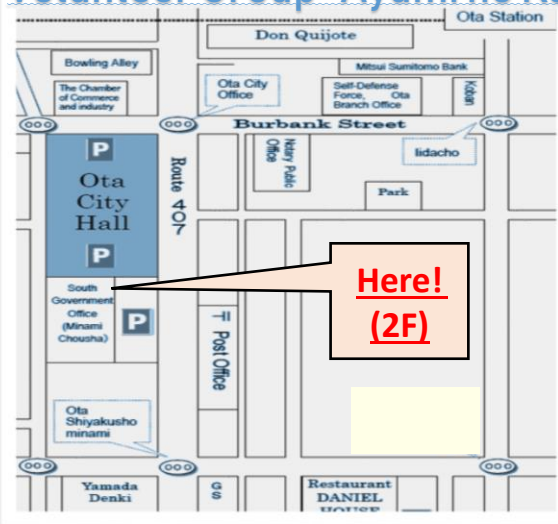 Ota Station
Don Quijote
Bowling Alley
Mitsui Sumitomo Bank
The Chamber
of Commerce
and industry
Ota City
Office
Self-Defense
Force, Ota
Branch Office
Koban
Burbank Street
P
Ota
City
Hall
P
Route 407
Notary Public
Office
Iidacho
Park
Here!
(2F)
South
Government
Office
(Minami
Chousha)
P
〒 Post Office
Ota
Shiyakusho
minami
Yamada
Denki
GS
Restaurant
DANIEL
HOUSE